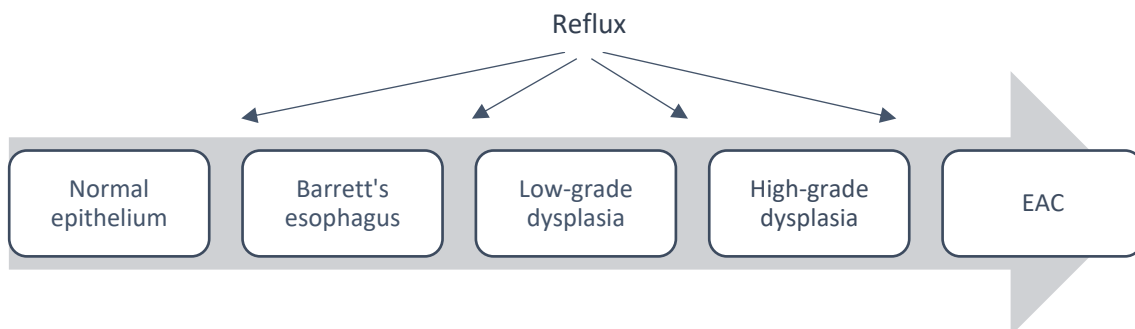 Reflux
Normal
epithelium
Barrett's
esophagus
Low-grade
dysplasia
High-grade
dysplasia
EAC